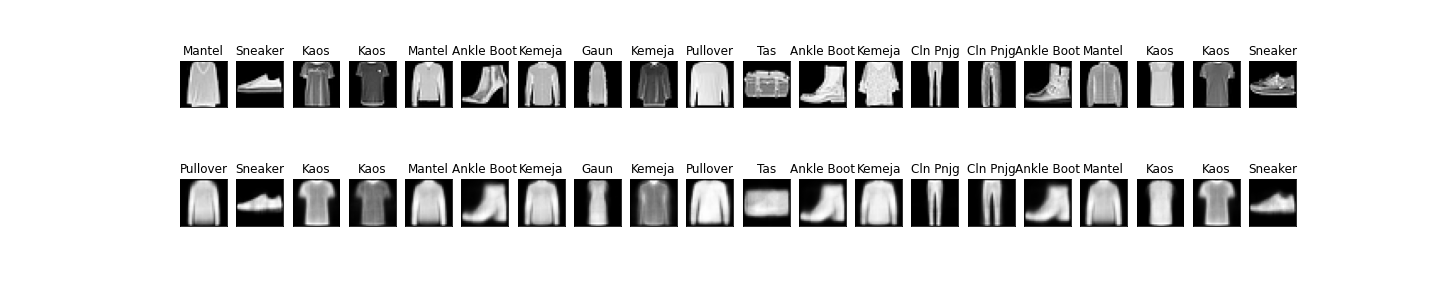 Mantel Sneaker Kaos Kaos Mantel Ankle Boot Kemeja Gaun Kemeja Pullover Tas Ankle Boot Kemeja Cln Pnjg Cln Pnjg Ankle Boot Mantel Kaos Kaos Sneaker
Pullover Sneaker Kaos Kaos Mantel Ankle Boot Kemeja Gaun Kemeja Pullover Tas Ankle Boot Kemeja Cln Pnjg Cln Pnjg Ankle Boot Mantel Kaos Kaos Sneaker